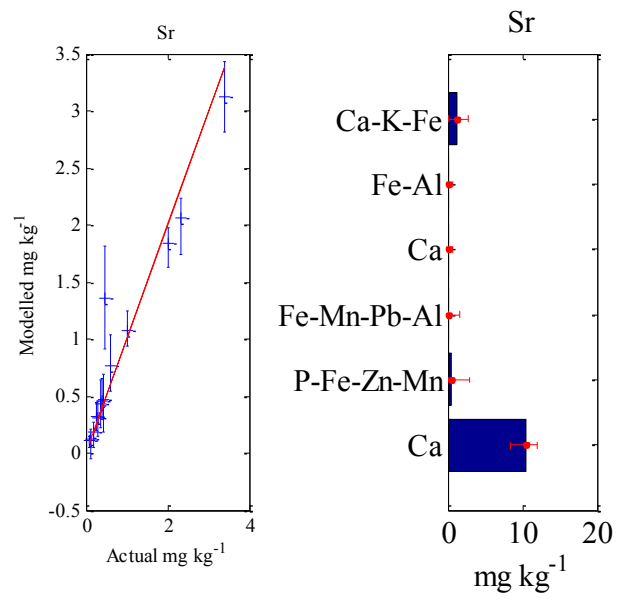 Sr
3.5
3
2.5
2
1.5
1
0.5
0
-0.5
0
2
4
Modelled mg kg-1
Actual mg kg-1
Sr
Ca-K-Fe
Fe-Al
Ca
Fe-Mn-Pb-Al
P-Fe-Zn-Mn
Ca
0
10
20
mg kg-1